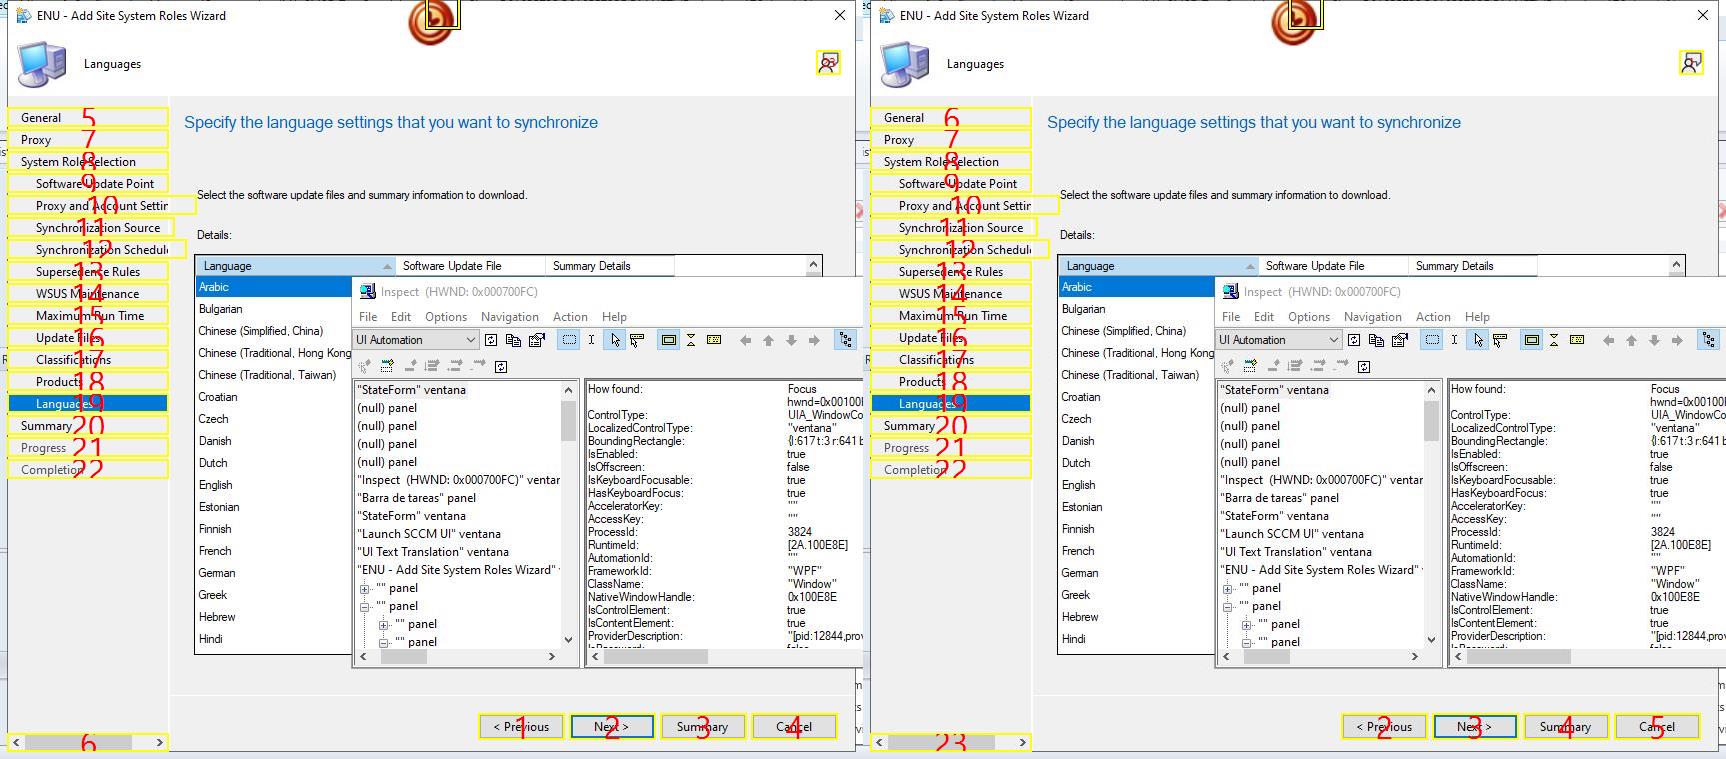 ENU - Add Site System Roles Wizard
Languages
General 5
Proxy 7
System Role Selection 8
Software Update Point 9
Proxy and Account Settin 10
Synchronization Source 11
Synchronization Schedul 12
Supersedence Rules 13
WSUS Maintenance 14
Maximum Run Time 15
Update Files 16
Classifications 17
Products 18
Languages 19
Summary 20
Progress 21
Completion 22
6
Specify the language settings that you want to synchronize
Select the software update files and summary information to download.
Details:
Language Software Update File Summary Details
Arabic
Bulgarian
Chinese (Simplified, China)
Chinese (Traditional, Hong Kong
Chinese (Traditional, Taiwan)
Croatian
Czech
Danish
Dutch
English
Estonian
Finnish
French
German
Greek
Hebrew
Hindi
Inspect (HWND: 0x000700FC)
File Edit Options Navigation Action Help
UI Automation
"StateForm" ventana
(null) panel
(null) panel
(null) panel
(null) panel
"Inspect (HWND: 0x000700FC)" ventar
"Barra de tareas" panel
"StateForm" ventana
"Launch SCCM UI" ventana
"UI Text Translation" ventana
"ENU - Add Site System Roles Wizard"
"" panel
"" panel
"" panel
"" panel
How found: Focus
hwnd=0x00100
ControlType: UIA_WindowCo
LocalizedControlType: "ventana"
BoundingRectangle: {l:617 t:3 r:641 b
IsEnabled: true
IsOffscreen: false
IsKeyboardFocusable: true
HasKeyboardFocus: true
AcceleratorKey: ""
AccessKey: ""
ProcessId: 3824
RuntimeId: [2A.100E8E]
AutomationId: ""
FrameworkId: "WPF"
ClassName: "Window"
NativeWindowHandle: 0x100E8E
IsControlElement: true
IsContentElement: true
ProviderDescription: "[pid:12844,prov
< Previous 1
Next > 2
Summary 3
Cancel 4
ENU - Add Site System Roles Wizard
Languages
General 6
Proxy 7
System Role Selection 8
Software Update Point 9
Proxy and Account Settin 10
Synchronization Source 11
Synchronization Schedul 12
Supersedence Rules 13
WSUS Maintenance 14
Maximum Run Time 15
Update Files 16
Classifications 17
Products 18
Languages 19
Summary 20
Progress 21
Completion 22
23
Specify the language settings that you want to synchronize
Select the software update files and summary information to download.
Details:
Language Software Update File Summary Details
Arabic
Bulgarian
Chinese (Simplified, China)
Chinese (Traditional, Hong Kong
Chinese (Traditional, Taiwan)
Croatian
Czech
Danish
Dutch
English
Estonian
Finnish
French
German
Greek
Hebrew
Hindi
Inspect (HWND: 0x000700FC)
File Edit Options Navigation Action Help
UI Automation
"StateForm" ventana
(null) panel
(null) panel
(null) panel
(null) panel
"Inspect (HWND: 0x000700FC)" ventar
"Barra de tareas" panel
"StateForm" ventana
"Launch SCCM UI" ventana
"UI Text Translation" ventana
"ENU - Add Site System Roles Wizard"
"" panel
"" panel
"" panel
"" panel
How found: Focus
hwnd=0x00100
ControlType: UIA_WindowCo
LocalizedControlType: "ventana"
BoundingRectangle: {l:617 t:3 r:641 b
IsEnabled: true
IsOffscreen: false
IsKeyboardFocusable: true
HasKeyboardFocus: true
AcceleratorKey: ""
AccessKey: ""
ProcessId: 3824
RuntimeId: [2A.100E8E]
AutomationId: ""
FrameworkId: "WPF"
ClassName: "Window"
NativeWindowHandle: 0x100E8E
IsControlElement: true
IsContentElement: true
ProviderDescription: "[pid:12844,prov
< Previous 2
Next > 3
Summary 4
Cancel 5